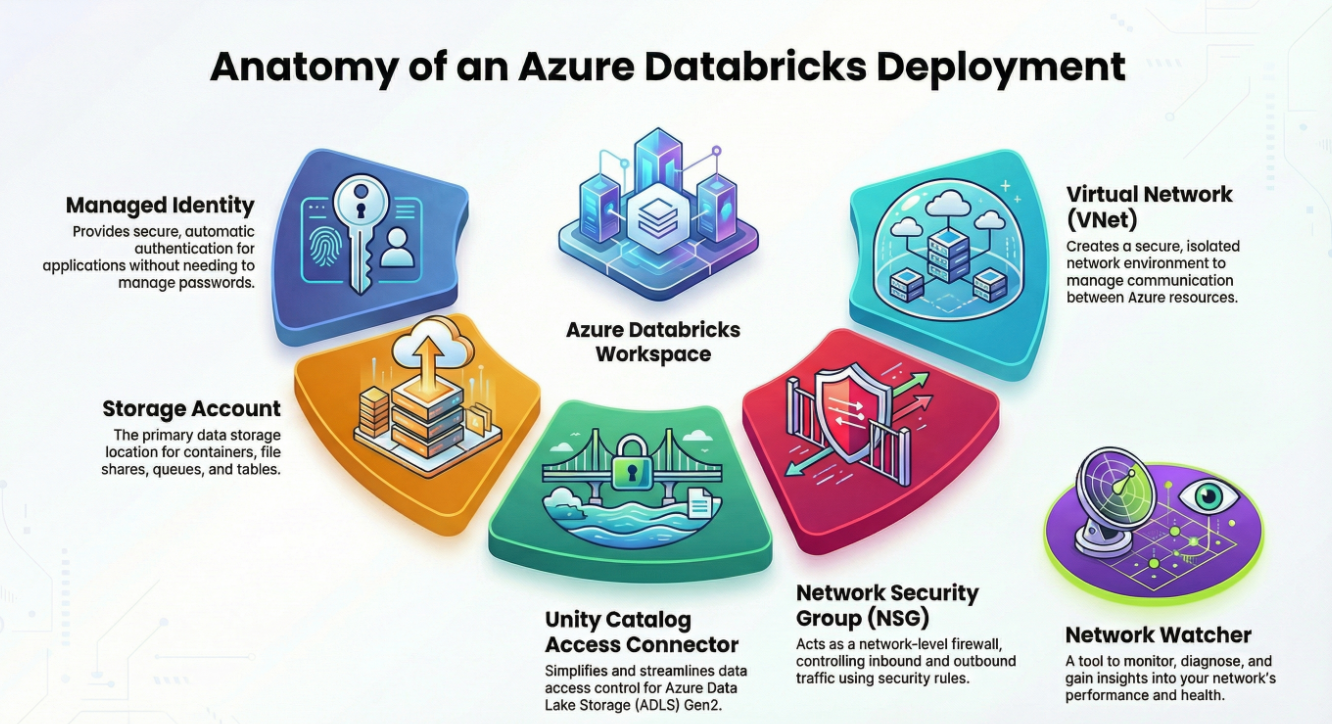 Anatomy of an Azure Databricks Deployment
Managed Identity
Provides secure, automatic
authentication for
applications without needing to
manage passwords.
Azure Databricks
Workspace
Virtual Network
(VNet)
Creates a secure, isolated
network environment to
manage communication
between Azure resources.
Storage Account
The primary data storage
location for containers, file
shares, queues, and tables.
Unity Catalog
Access Connector
Simplifies and streamlines data
access control for Azure Data
Lake Storage (ADLS) Gen2.
Network Security
Group (NSG)
Acts as a network-level firewall,
controlling inbound and outbound
traffic using security rules.
Network Watcher
A tool to monitor, diagnose, and
gain insights into your network's
performance and health.